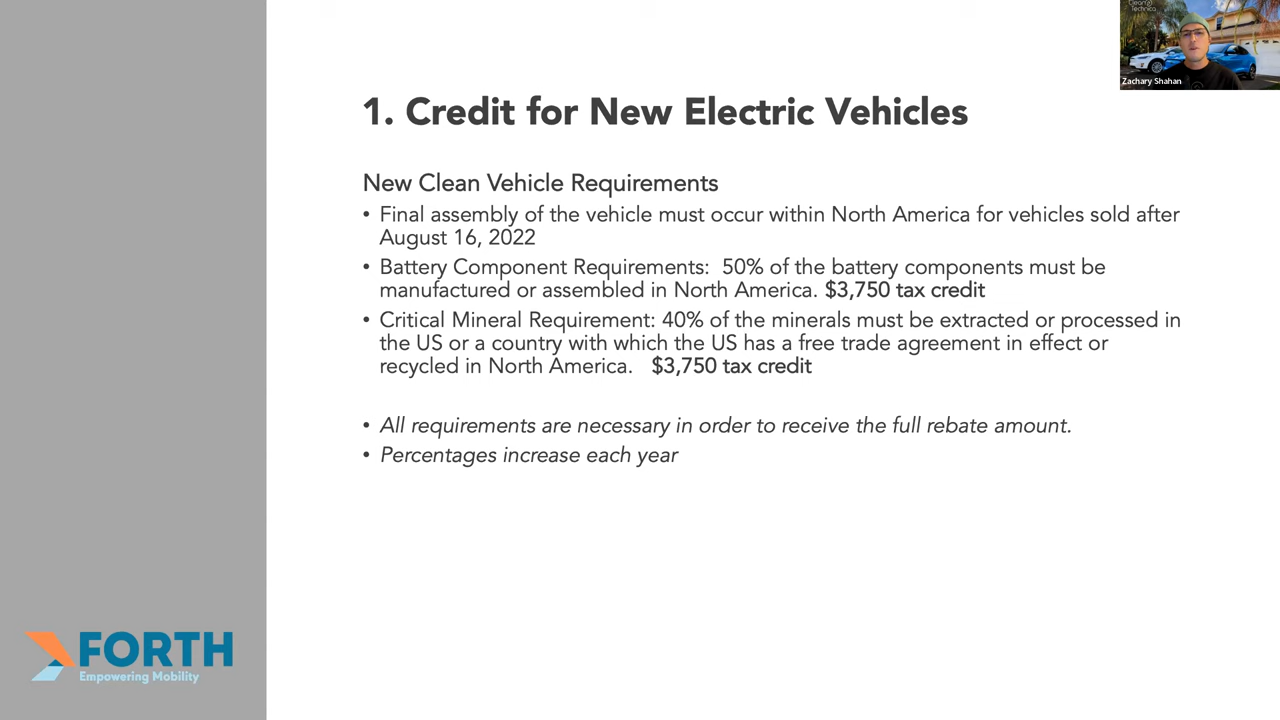 Clean
Technica
Zachary Shahan
1. Credit for New Electric Vehicles
New Clean Vehicle Requirements
• Final assembly of the vehicle must occur within North America for vehicles sold after
August 16, 2022
• Battery Component Requirements:  50% of the battery components must be
manufactured or assembled in North America. $3,750 tax credit
• Critical Mineral Requirement: 40% of the minerals must be extracted or processed in
the US or a country with which the US has a free trade agreement in effect or
recycled in North America.   $3,750 tax credit
• All requirements are necessary in order to receive the full rebate amount.
• Percentages increase each year
FORTH
Empowering Mobility